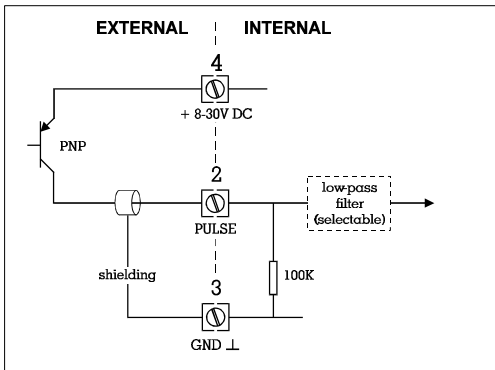 EXTERNAL INTERNAL
4
+ 8-30V DC
PNP
2
PULSE
low-pass
filter
(selectable)
shielding
100K
3
GND ⊥